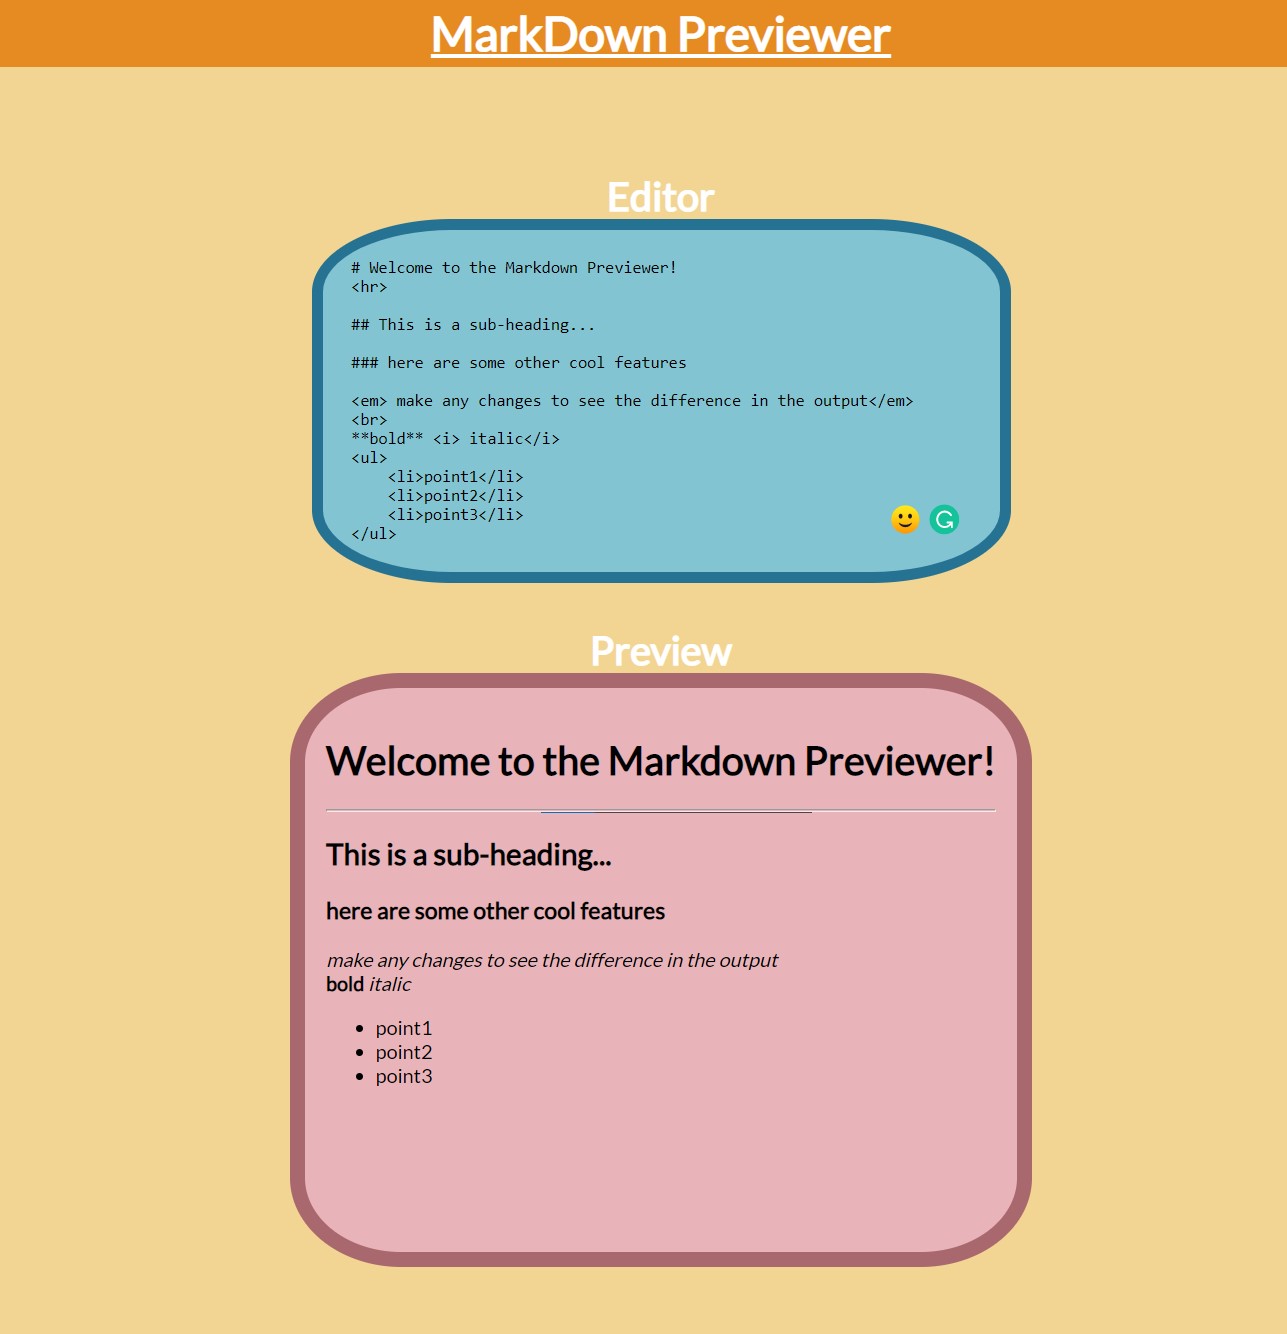 MarkDown Previewer
Editor
# Welcome to the Markdown Previewer!
<hr>
## This is a sub-heading...
### here are some other cool features
<em> make any changes to see the difference in the output</em>
<br>
**bold** <i> italic</i>
<ul>
    <li>point1</li>
    <li>point2</li>
    <li>point3</li>
</ul>
Preview
Welcome to the Markdown Previewer!
This is a sub-heading...
here are some other cool features
make any changes to see the difference in the output
bold italic
• point1
• point2
• point3